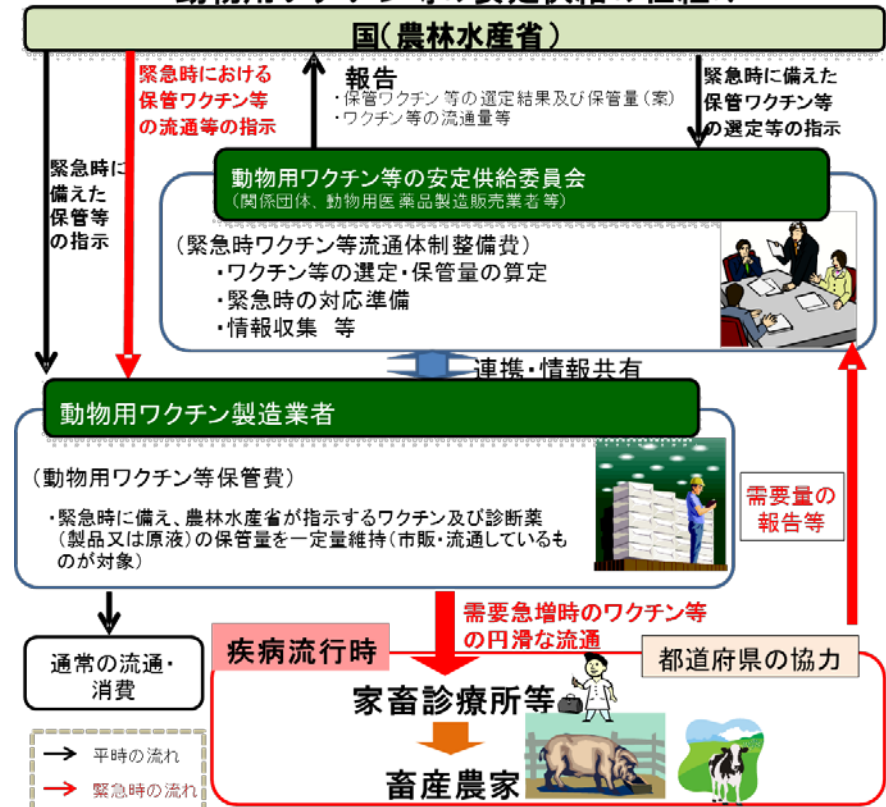 国(農林水産省)
緊急時における
保管ワクチン等
の流通等の指示
報告
・保管ワクチン等の選定結果及び保管量(案)
・ワクチン等の流通量等
緊急時に備えた
保管ワクチン等
の選定等の指示
緊急時に
備えた
保管等
の指示
動物用ワクチン等の安定供給委員会
(関係団体、動物用医薬品製造販売業者等)
(緊急時ワクチン等流通体制整備費)
・ワクチン等の選定・保管量の算定
・緊急時の対応準備
・情報収集 等
連携・情報共有
動物用ワクチン製造業者
(動物用ワクチン等保管費)
・緊急時に備え、農林水産省が指示するワクチン及び診断薬
(製品又は原液)の保管量を一定量維持(市販・流通しているも
のが対象)
需要量の
報告等
需要急増時のワクチン等
の円滑な流通
通常の流通・
消費
疾病流行時
都道府県の協力
家畜診療所等
畜産農家
平時の流れ
緊急時の流れ